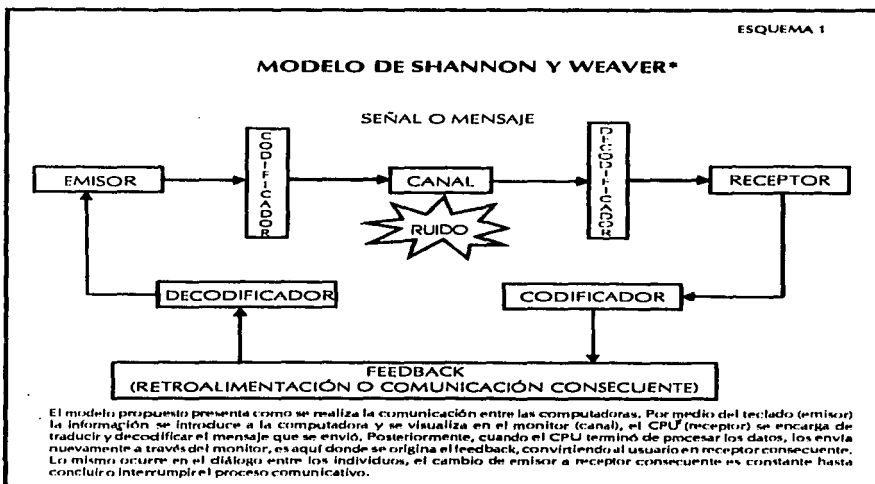 ESQUEMA 1
MODELO DE SHANNON Y WEAVER*
SEÑAL O MENSAJE
EMISOR
CODIFICADOR
CANAL
DECODIFICADOR
RECEPTOR
RUIDO
DECODIFICADOR
CODIFICADOR
FEEDBACK
(RETROALIMENTACIÓN O COMUNICACIÓN CONSECUENTE)
El modelo propuesto presenta como se realiza la comunicación entre las computadoras. Por medio del teclado (emisor)
la información se introduce a la computadora y se visualiza en el monitor (canal), el CPU (receptor) se encarga de
traducir y decodificar el mensaje que se envió. Posteriormente, cuando el CPU terminó de procesar los datos, los envía
nuevamente a través del monitor, es aquí donde se origina el feedback, convirtiendo al usuario en receptor consecuente.
Lo mismo ocurre en el diálogo entre los individuos, el cambio de emisor a receptor consecuente es constante hasta
concluir o interrumpir el proceso comunicativo.